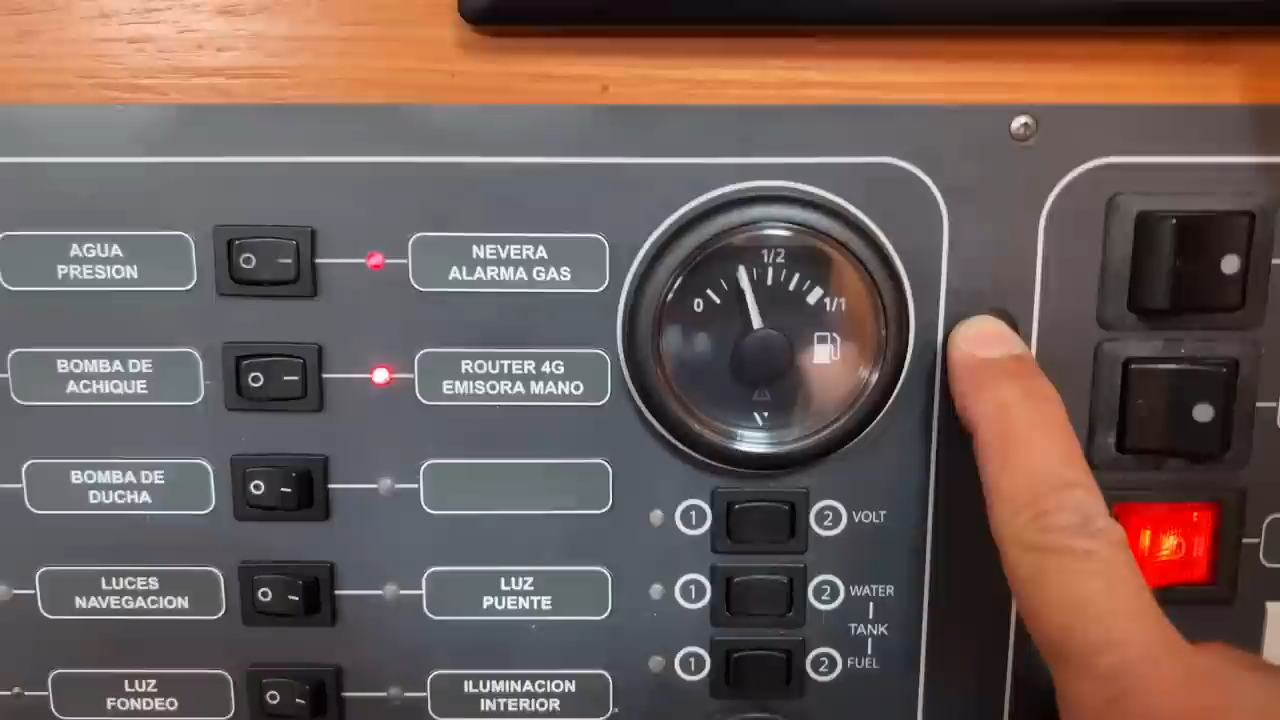 AGUA
PRESION
NEVERA
ALARMA GAS
BOMBA DE
ACHIQUE
ROUTER 4G
EMISORA MANO
BOMBA DE
DUCHA
LUCES
NAVEGACION
LUZ
PUENTE
LUZ
FONDEO
ILUMINACION
INTERIOR
0
1/2
1/1
1
2
VOLT
1
2
WATER
TANK
1
2
FUEL